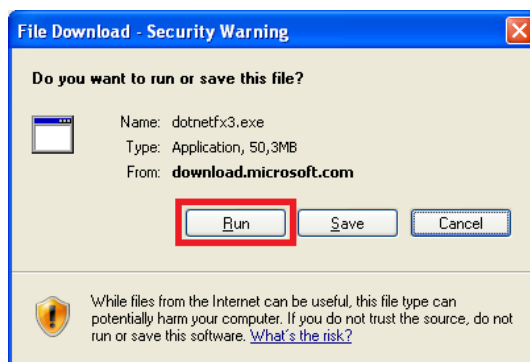 File Download - Security Warning
Do you want to run or save this file?
Name: dotnetfx3.exe
Type: Application, 50,3MB
From: download.microsoft.com
Run Save Cancel
While files from the Internet can be useful, this file type can
potentially harm your computer. If you do not trust the source, do not
run or save this software. What's the risk?